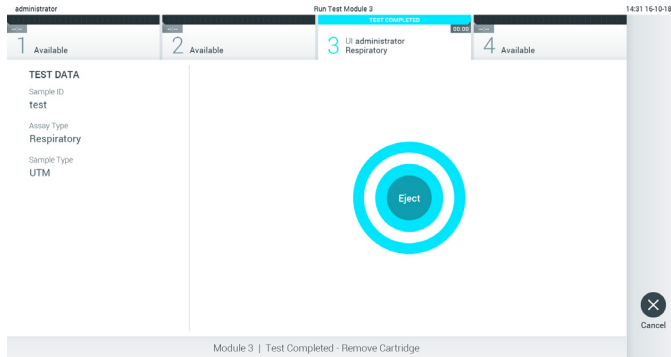 administrator
Run Test Module 3
14:31 16-10-18
TEST COMPLETED
--:--
1 Available
--:--
2 Available
00:00
3 UI administrator
Respiratory
--:--
4 Available
TEST DATA
Sample ID
test
Assay Type
Respiratory
Sample Type
UTM
Eject
Cancel
Module 3 | Test Completed - Remove Cartridge